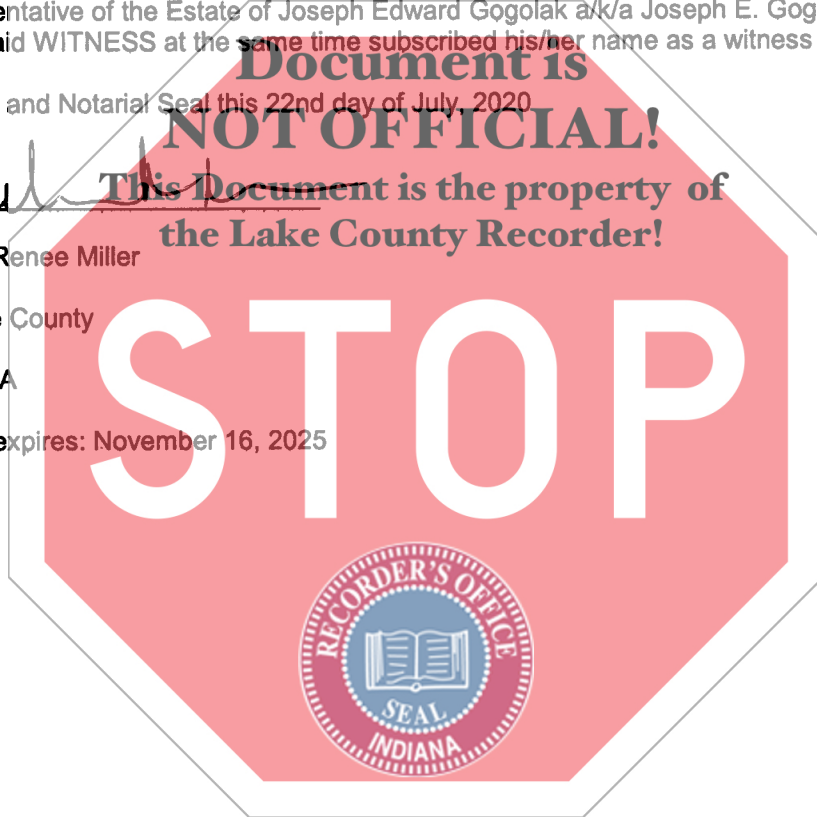 entative of the Estate of Joseph Edward Gogolak a/k/a Joseph E. Gog
id WITNESS at the same time subscribed his/her name as a witness
Document is
and Notarial Seal this 22nd day of July, 2020
NOT OFFICIAL!
This Document is the property of
the Lake County Recorder!
Renee Miller
County
STOP
A
expires: November 16, 2025
RECORDER'S OFFICE
SEAL
INDIANA